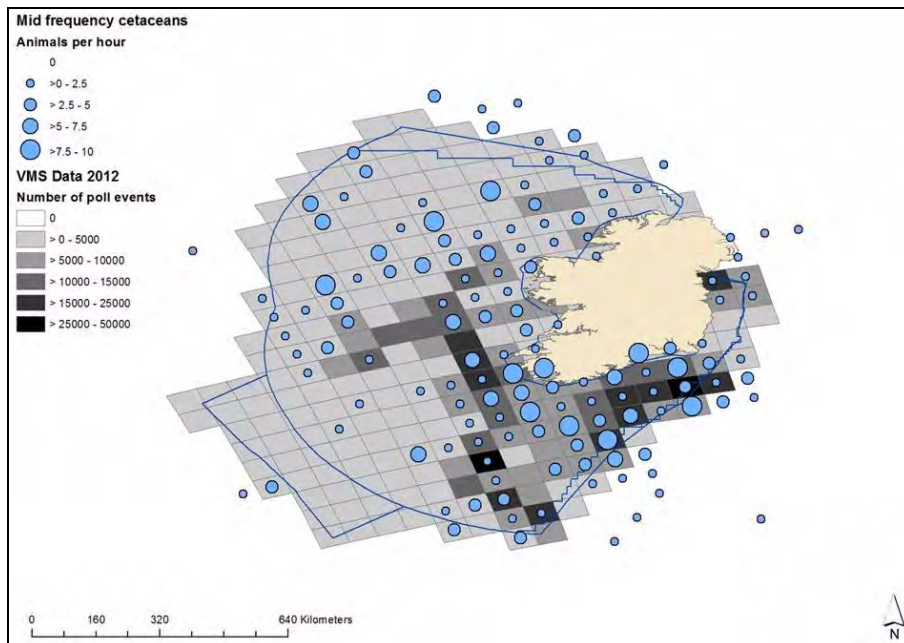 Mid frequency cetaceans
Animals per hour
0
>0 - 2.5
> 2.5 - 5
>5 - 7.5
>7.5 - 10
VMS Data 2012
Number of poll events
0
> 0 - 5000
> 5000 - 10000
> 10000 - 15000
> 15000 - 25000
> 25000 - 50000
0 160 320 640 Kilometers
N